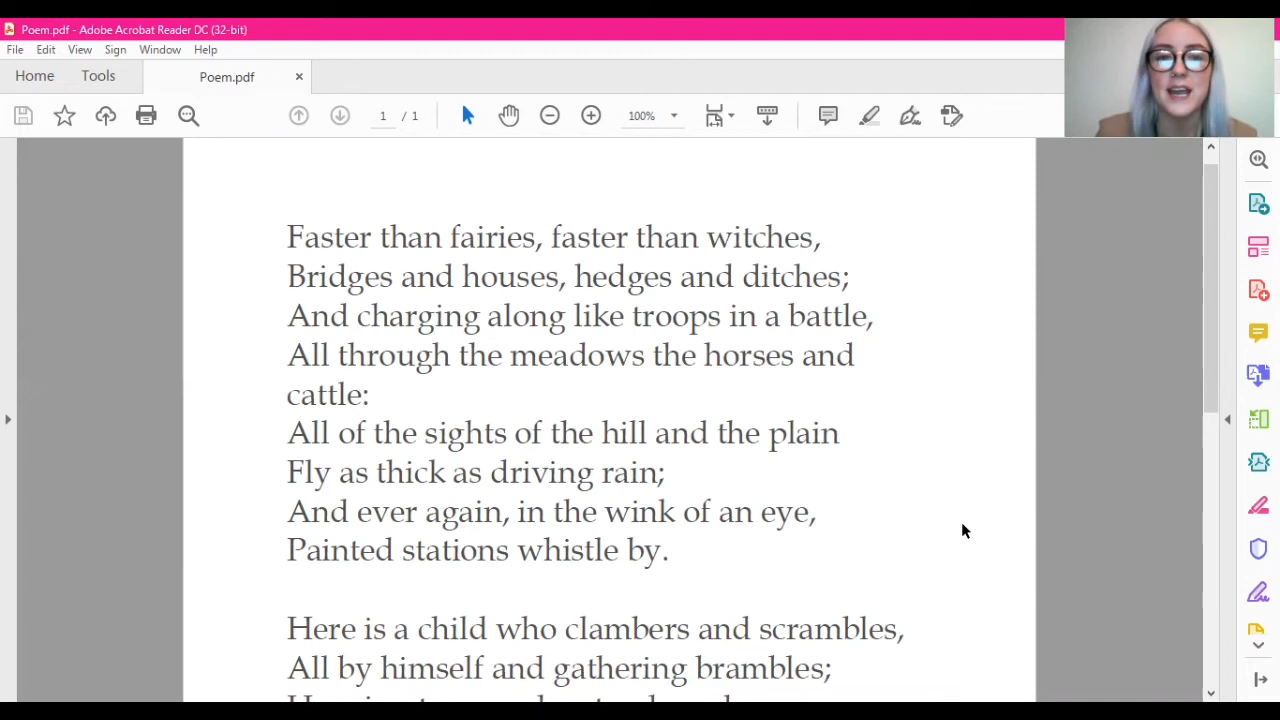 Poem.pdf - Adobe Acrobat Reader DC (32-bit)
File Edit View Sign Window Help
Home Tools Poem.pdf ×
1 / 1 100%
Faster than fairies, faster than witches,
Bridges and houses, hedges and ditches;
And charging along like troops in a battle,
All through the meadows the horses and
cattle:
All of the sights of the hill and the plain
Fly as thick as driving rain;
And ever again, in the wink of an eye,
Painted stations whistle by.
Here is a child who clambers and scrambles,
All by himself and gathering brambles;